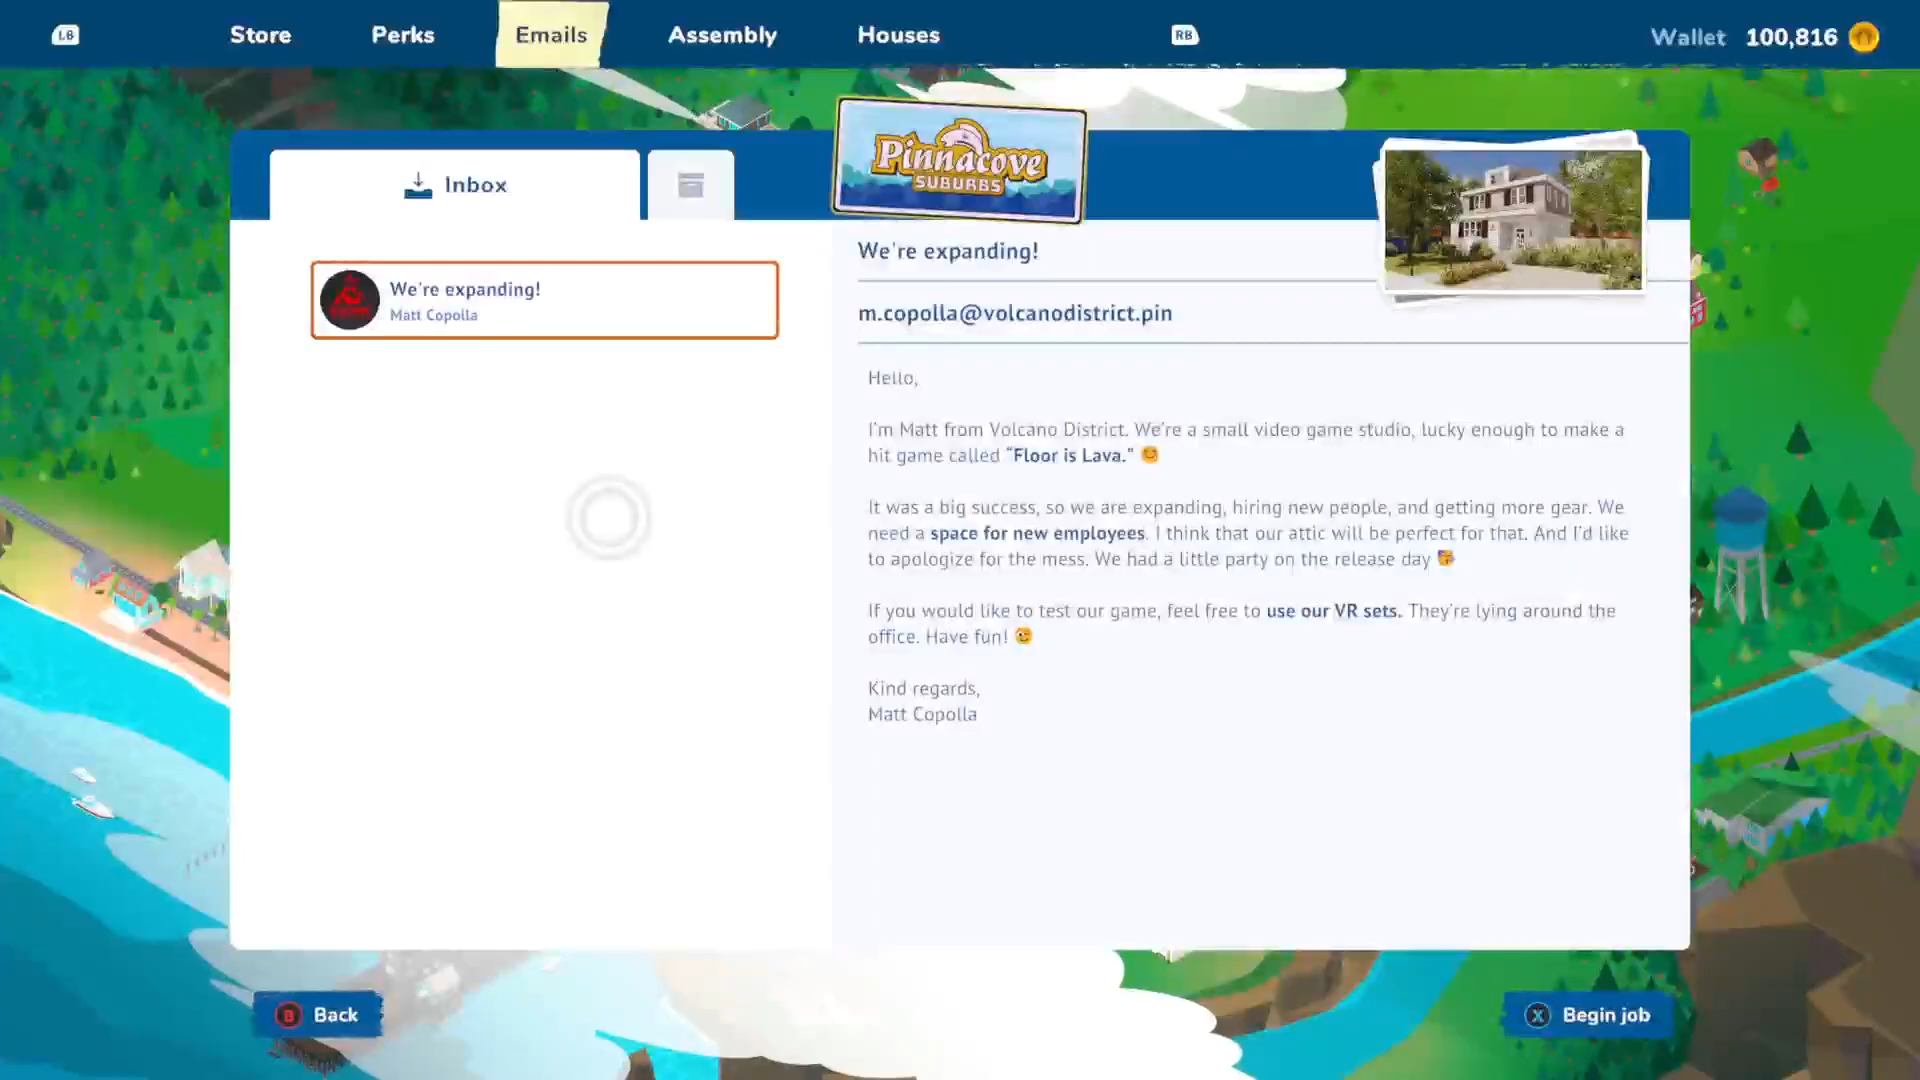 LB
Store
Perks
Emails
Assembly
Houses
RB
Wallet 100,816
Inbox
Pinnacove
SUBURBS
We're expanding!
Matt Copolla
We're expanding!
m.copolla@volcanodistrict.pin
Hello,
I'm Matt from Volcano District. We're a small video game studio, lucky enough to make a
hit game called “Floor is Lava.” 😊
It was a big success, so we are expanding, hiring new people, and getting more gear. We
need a space for new employees. I think that our attic will be perfect for that. And I'd like
to apologize for the mess. We had a little party on the release day 🥳
If you would like to test our game, feel free to use our VR sets. They're lying around the
office. Have fun! 😉
Kind regards,
Matt Copolla
B Back
X Begin job